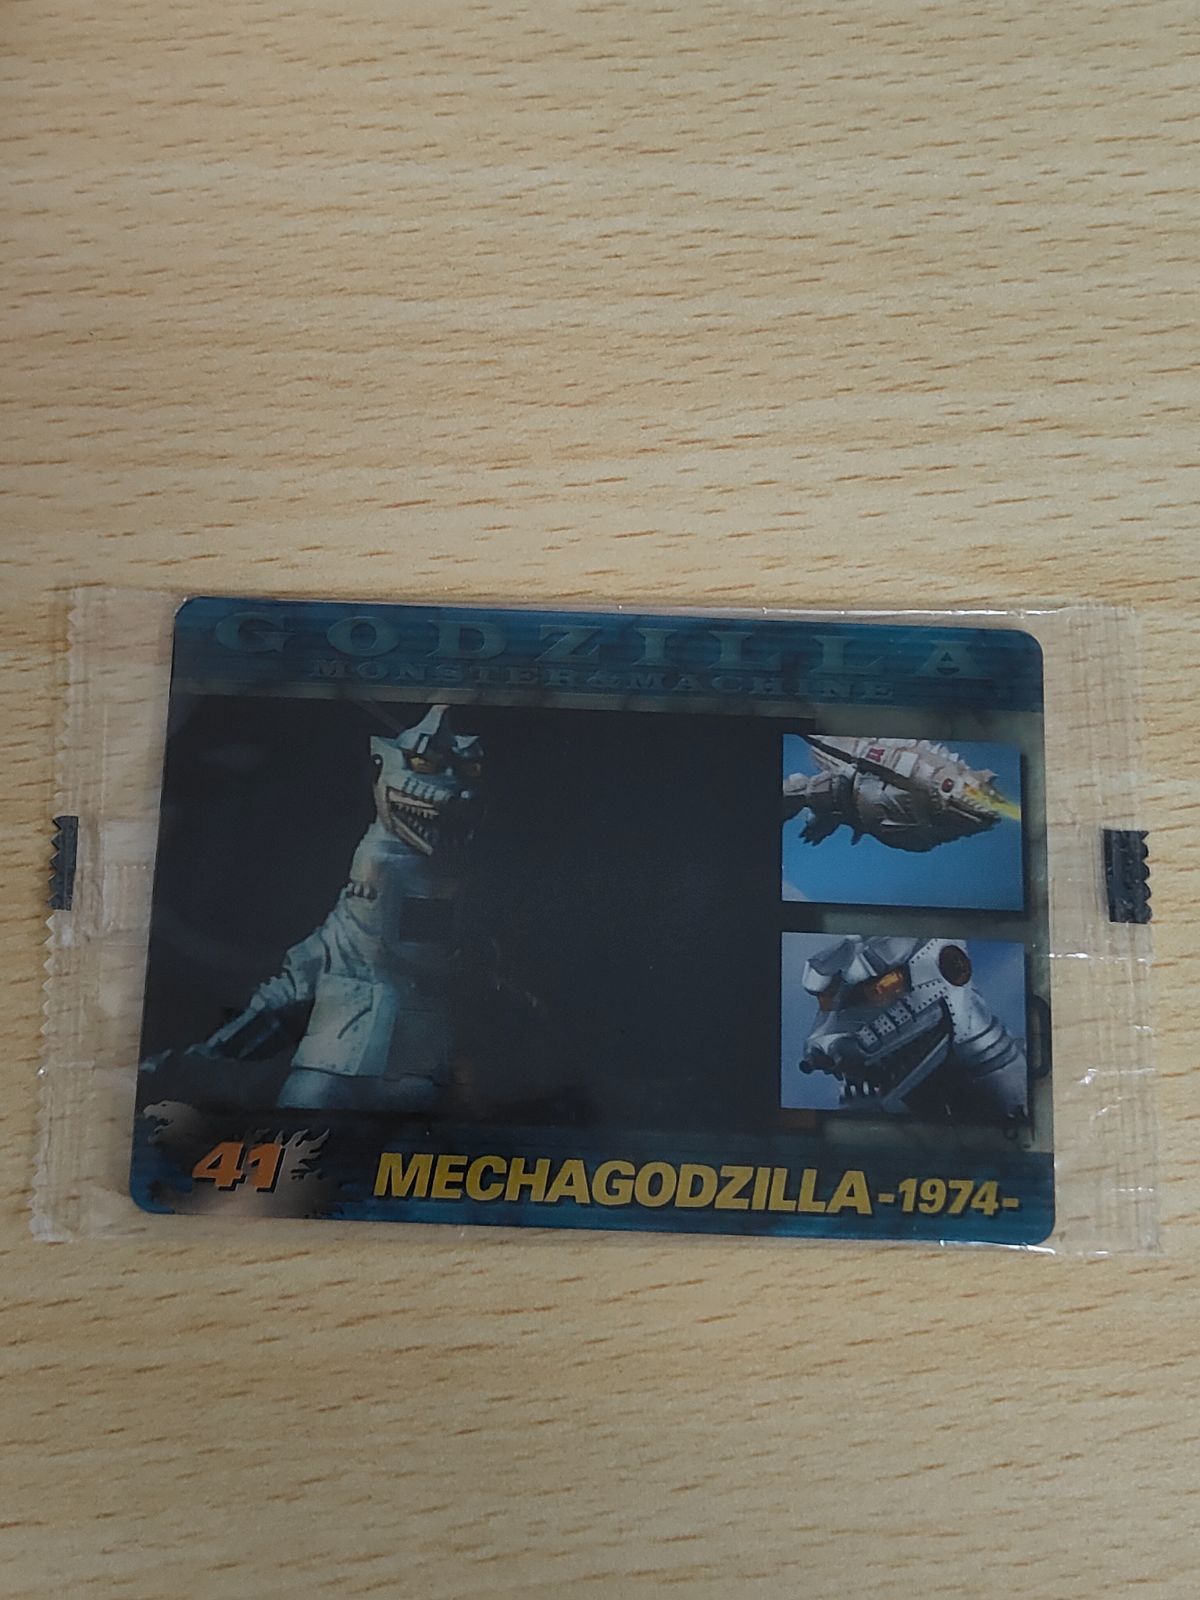 GODZILLA
MONSTER&MACHINE
41
MECHAGODZILLA -1974-